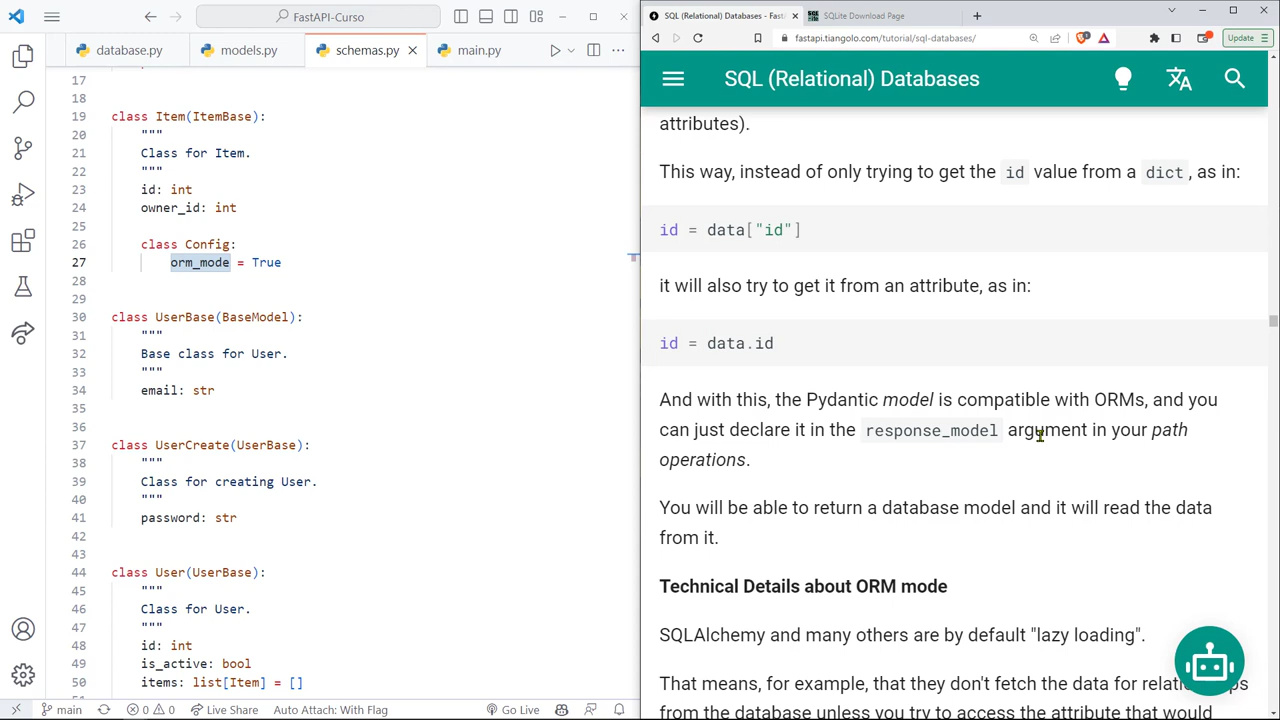 FastAPI-Curso
database.py
models.py
schemas.py
main.py
17
18
19 class Item(ItemBase):
20 """
21 Class for Item.
22 """
23 id: int
24 owner_id: int
25
26 class Config:
27 orm_mode = True
28
29
30 class UserBase(BaseModel):
31 """
32 Base class for User.
33 """
34 email: str
35
36
37 class UserCreate(UserBase):
38 """
39 Class for creating User.
40 """
41 password: str
42
43
44 class User(UserBase):
45 """
46 Class for User.
47 """
48 id: int
49 is_active: bool
50 items: list[Item] = []
main
0 0
Live Share
Auto Attach: With Flag
Go Live
SQL (Relational) Databases - Fast
SQLite Download Page
fastapi.tiangolo.com/tutorial/sql-databases/
Update
SQL (Relational) Databases
attributes).
This way, instead of only trying to get the id value from a dict, as in:
id = data["id"]
it will also try to get it from an attribute, as in:
id = data.id
And with this, the Pydantic model is compatible with ORMs, and you
can just declare it in the response_model argument in your path
operations.
You will be able to return a database model and it will read the data
from it.
Technical Details about ORM mode
SQLAlchemy and many others are by default "lazy loading".
That means, for example, that they don't fetch the data for relat ps
from the database unless you try to access the attribute that would